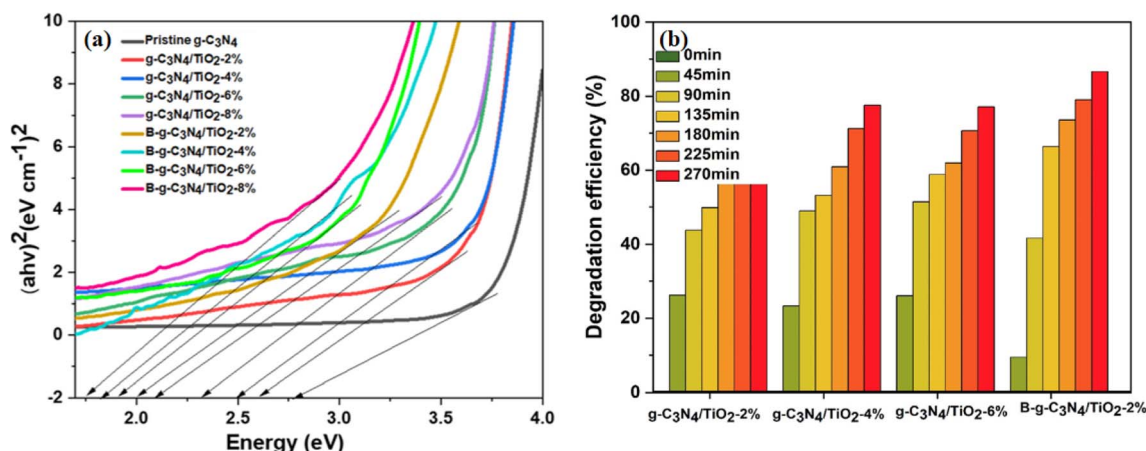 (a)
10
8
6
4
2
0
-2
(αhν)²(eV cm⁻¹)²
Pristine g-C₃N₄
g-C₃N₄/TiO₂-2%
g-C₃N₄/TiO₂-4%
g-C₃N₄/TiO₂-6%
g-C₃N₄/TiO₂-8%
B-g-C₃N₄/TiO₂-2%
B-g-C₃N₄/TiO₂-4%
B-g-C₃N₄/TiO₂-6%
B-g-C₃N₄/TiO₂-8%
2.0 2.5 3.0 3.5 4.0
Energy (eV)
(b)
100
80
60
40
20
0
Degradation efficiency (%)
0min
45min
90min
135min
180min
225min
270min
g-C₃N₄/TiO₂-2% g-C₃N₄/TiO₂-4% g-C₃N₄/TiO₂-6% B-g-C₃N₄/TiO₂-2%